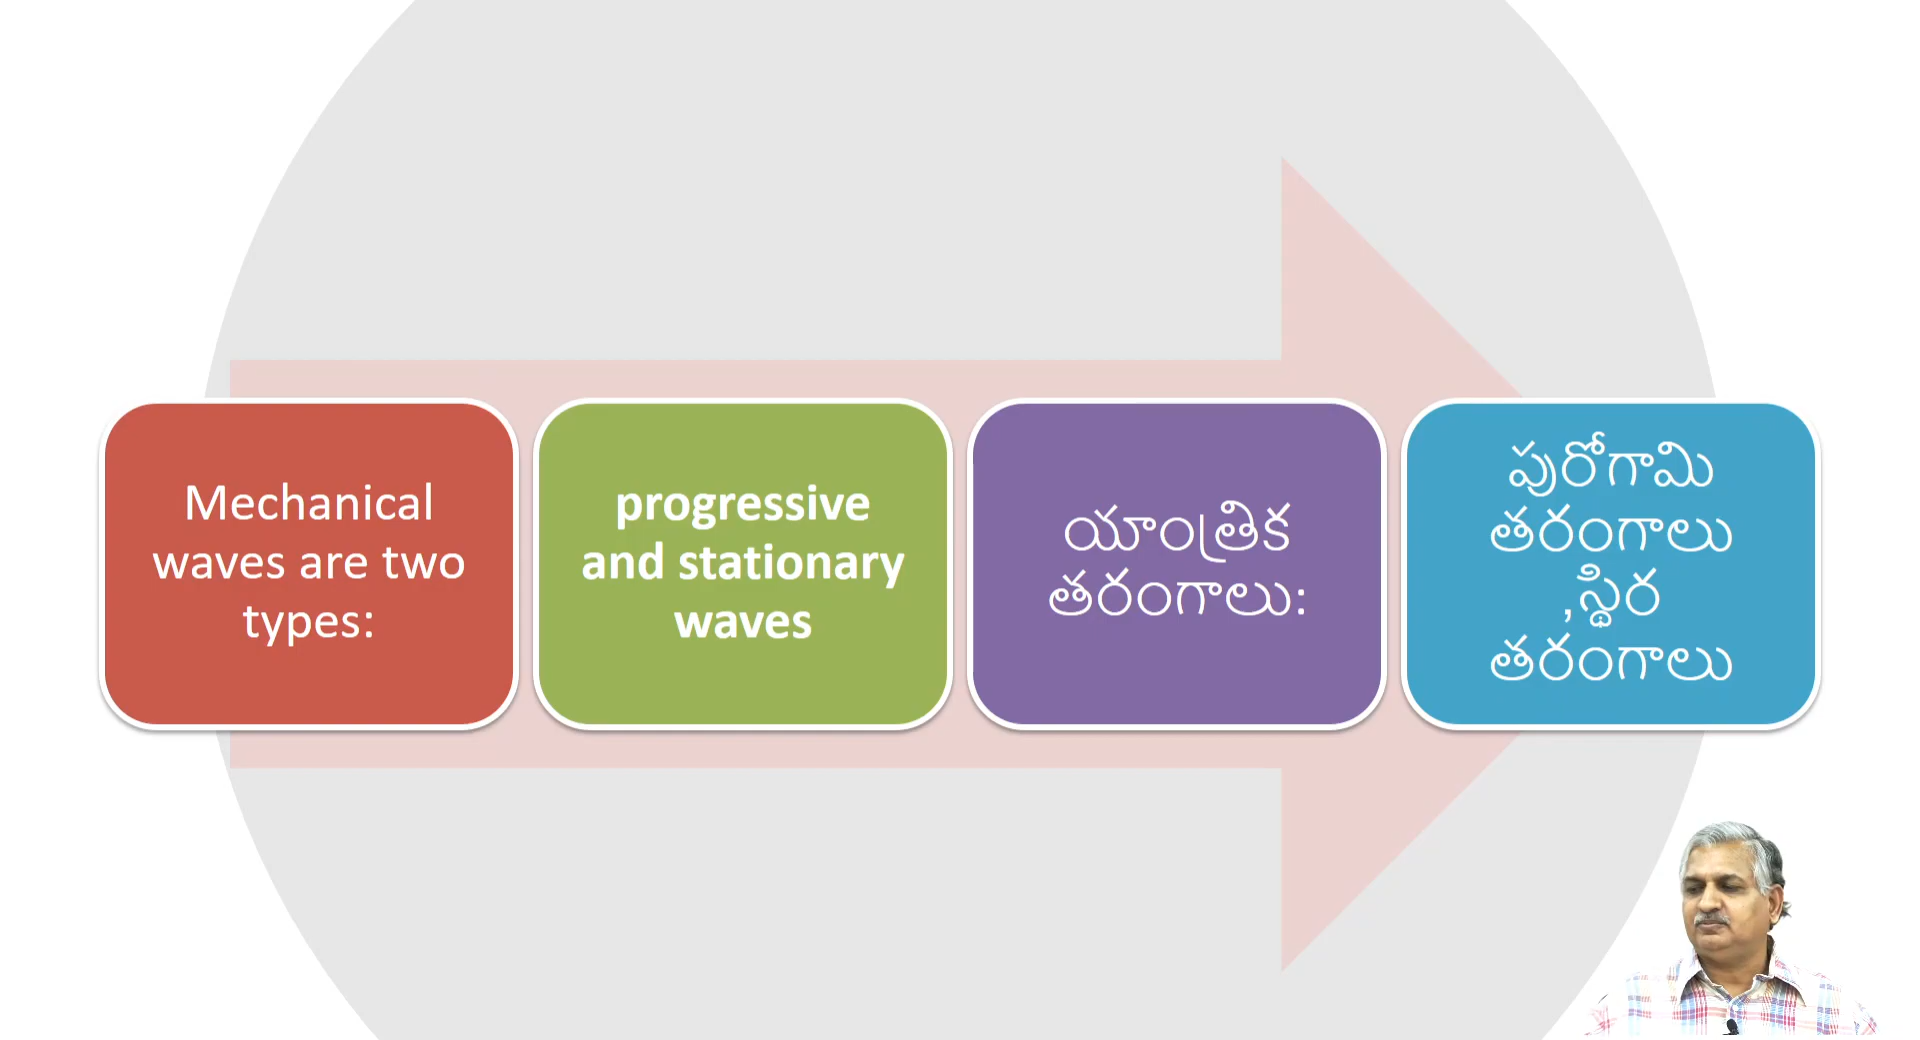 Mechanical
waves are two
types:
progressive
and stationary
waves
యాంత్రిక
తరంగాలు:
పురోగామి
తరంగాలు
,స్థిర
తరంగాలు